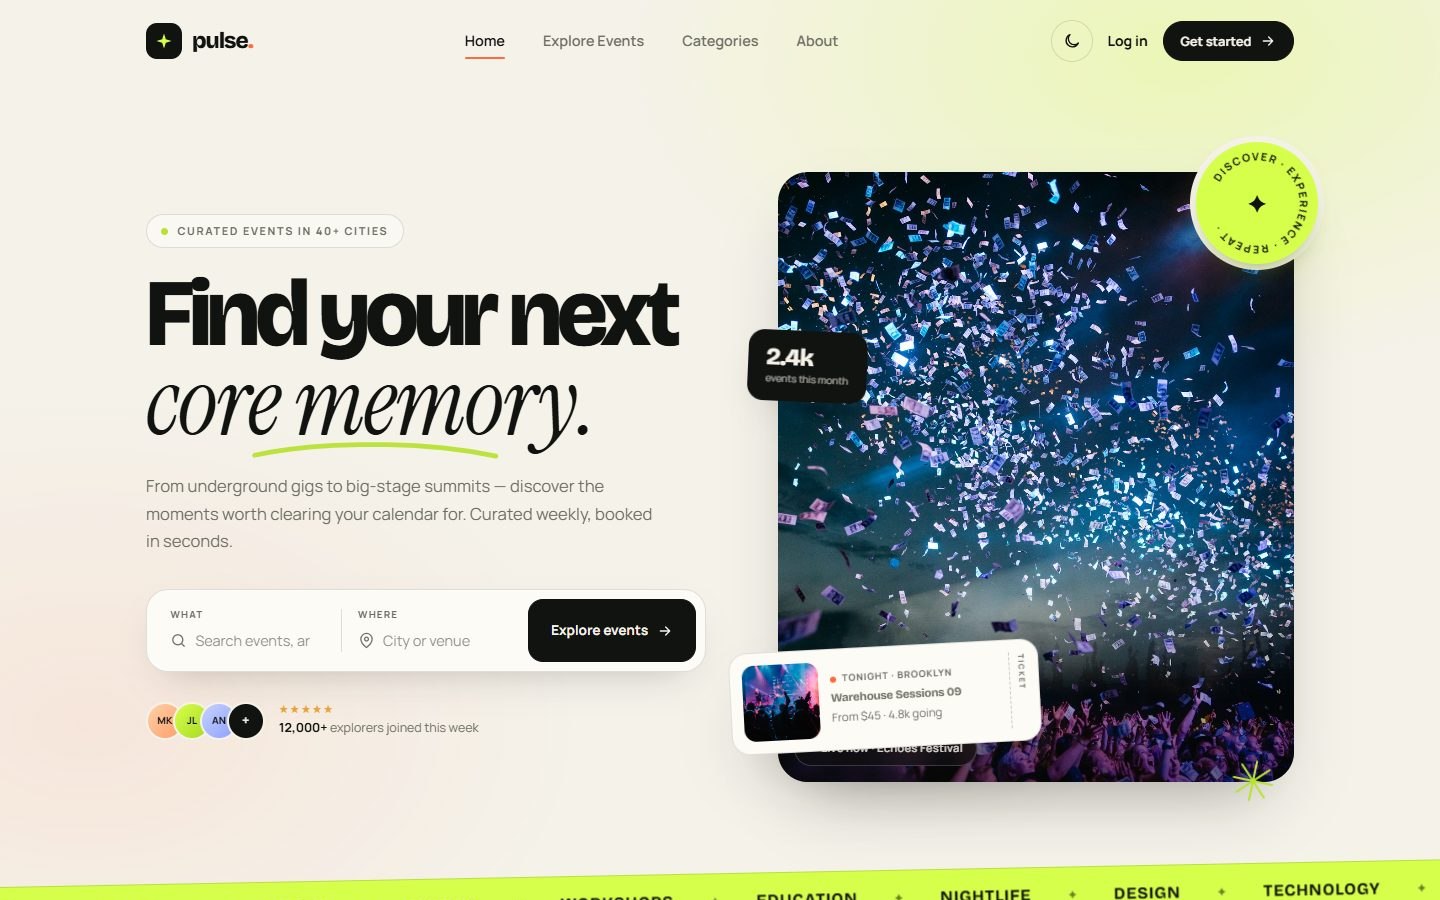 pulse.
Home
Explore Events
Categories
About
Log in
Get started
CURATED EVENTS IN 40+ CITIES
Find your next
core memory.
From underground gigs to big-stage summits — discover the
moments worth clearing your calendar for. Curated weekly, booked
in seconds.
WHAT
Search events, ar
WHERE
City or venue
Explore events
MK
JL
AN
+
12,000+ explorers joined this week
DISCOVER · EXPERIENCE · REPEAT ·
2.4k
events this month
TONIGHT · BROOKLYN
Warehouse Sessions 09
From $45 · 4.8k going
TICKET
Echoes Festival
WORKSHOPS
EDUCATION
NIGHTLIFE
DESIGN
TECHNOLOGY